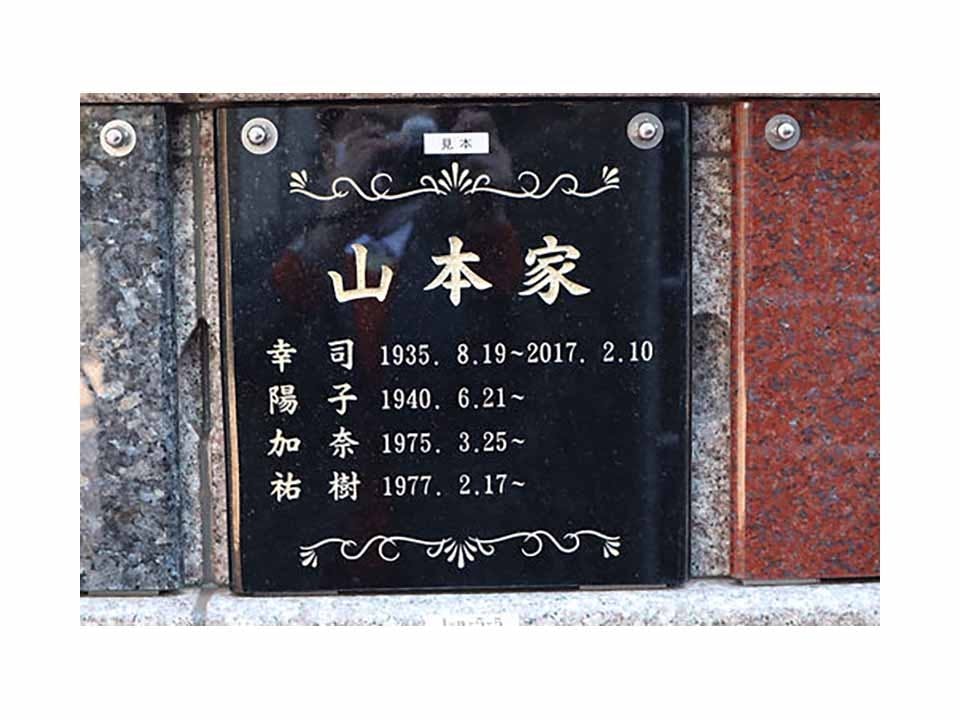 見本
山本家
幸司 1935. 8.19~2017. 2.10
陽子 1940. 6.21~
加奈 1975. 3.25~
祐樹 1977. 2.17~